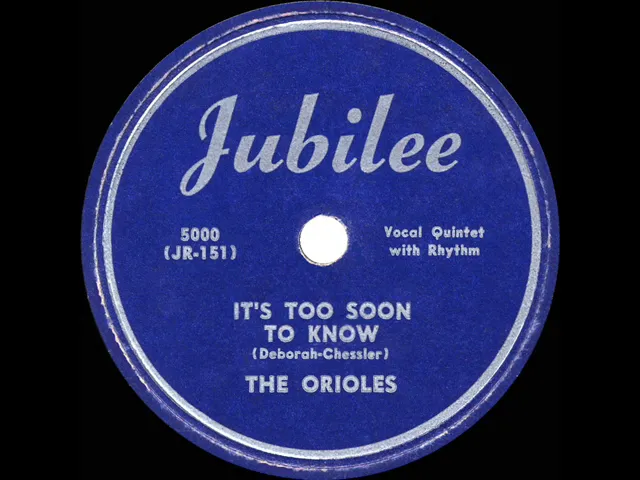 Jubilee
5000
(JR-151)
Vocal Quintet
with Rhythm
IT'S TOO SOON
TO KNOW
(Deborah-Chessler)
THE ORIOLES